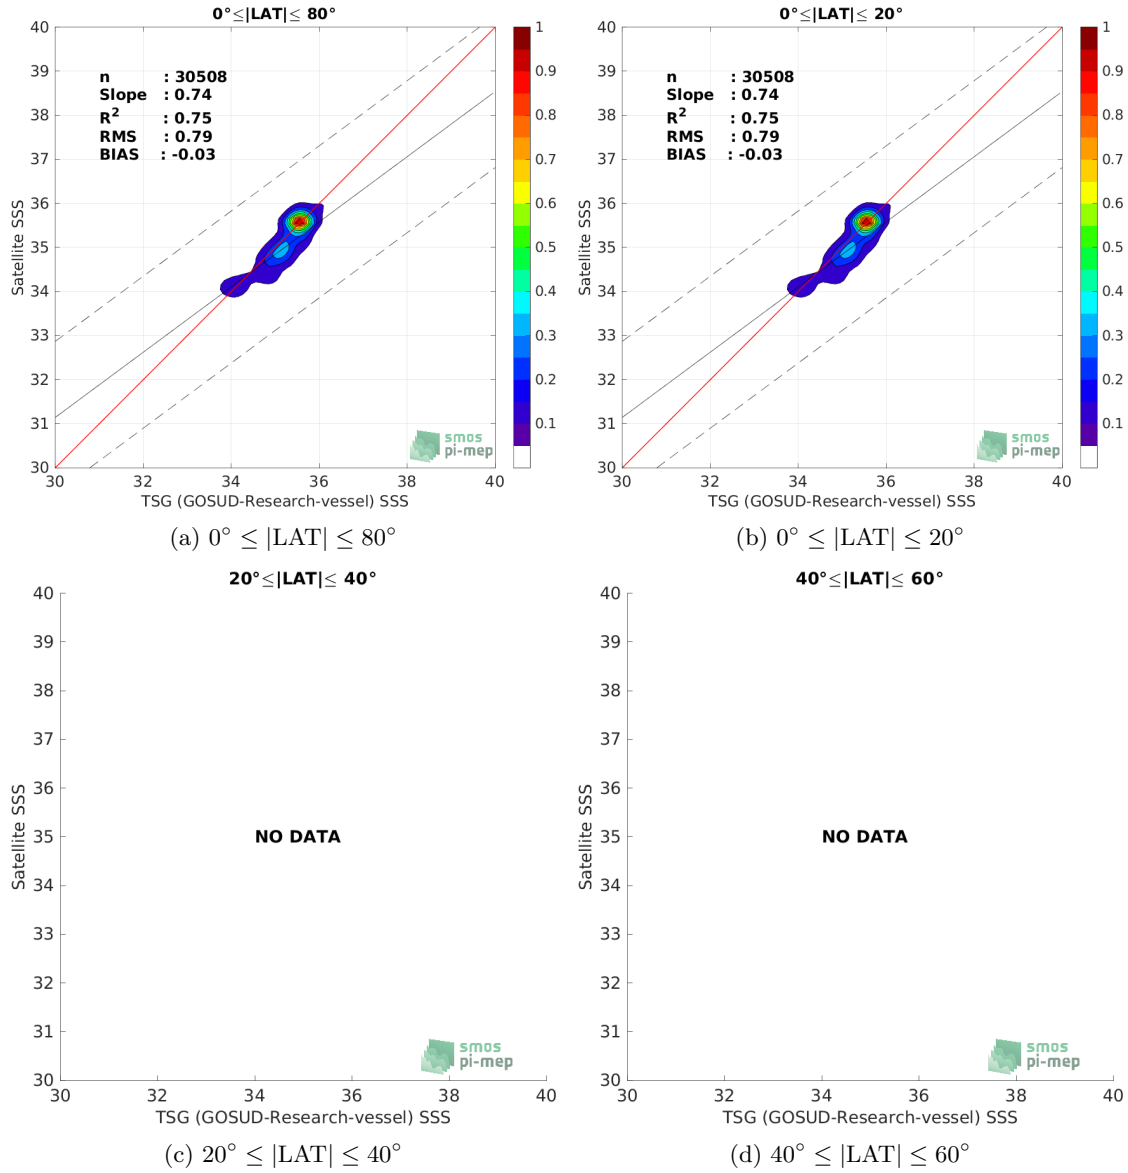 0°≤|LAT|≤ 80°
40
39
38
37
36
35
34
33
32
31
30
Satellite SSS
n : 30508
Slope : 0.74
R² : 0.75
RMS : 0.79
BIAS : -0.03
1
0.9
0.8
0.7
0.6
0.5
0.4
0.3
0.2
0.1
smos
pi-mep
30 32 34 36 38 40
TSG (GOSUD-Research-vessel) SSS
(a) 0° ≤ |LAT| ≤ 80°
0°≤|LAT|≤ 20°
40
39
38
37
36
35
34
33
32
31
30
Satellite SSS
n : 30508
Slope : 0.74
R² : 0.75
RMS : 0.79
BIAS : -0.03
1
0.9
0.8
0.7
0.6
0.5
0.4
0.3
0.2
0.1
smos
pi-mep
30 32 34 36 38 40
TSG (GOSUD-Research-vessel) SSS
(b) 0° ≤ |LAT| ≤ 20°
20°≤|LAT|≤ 40°
40
39
38
37
36
35
34
33
32
31
30
Satellite SSS
NO DATA
smos
pi-mep
30 32 34 36 38 40
TSG (GOSUD-Research-vessel) SSS
(c) 20° ≤ |LAT| ≤ 40°
40°≤|LAT|≤ 60°
40
39
38
37
36
35
34
33
32
31
30
Satellite SSS
NO DATA
smos
pi-mep
30 32 34 36 38 40
TSG (GOSUD-Research-vessel) SSS
(d) 40° ≤ |LAT| ≤ 60°